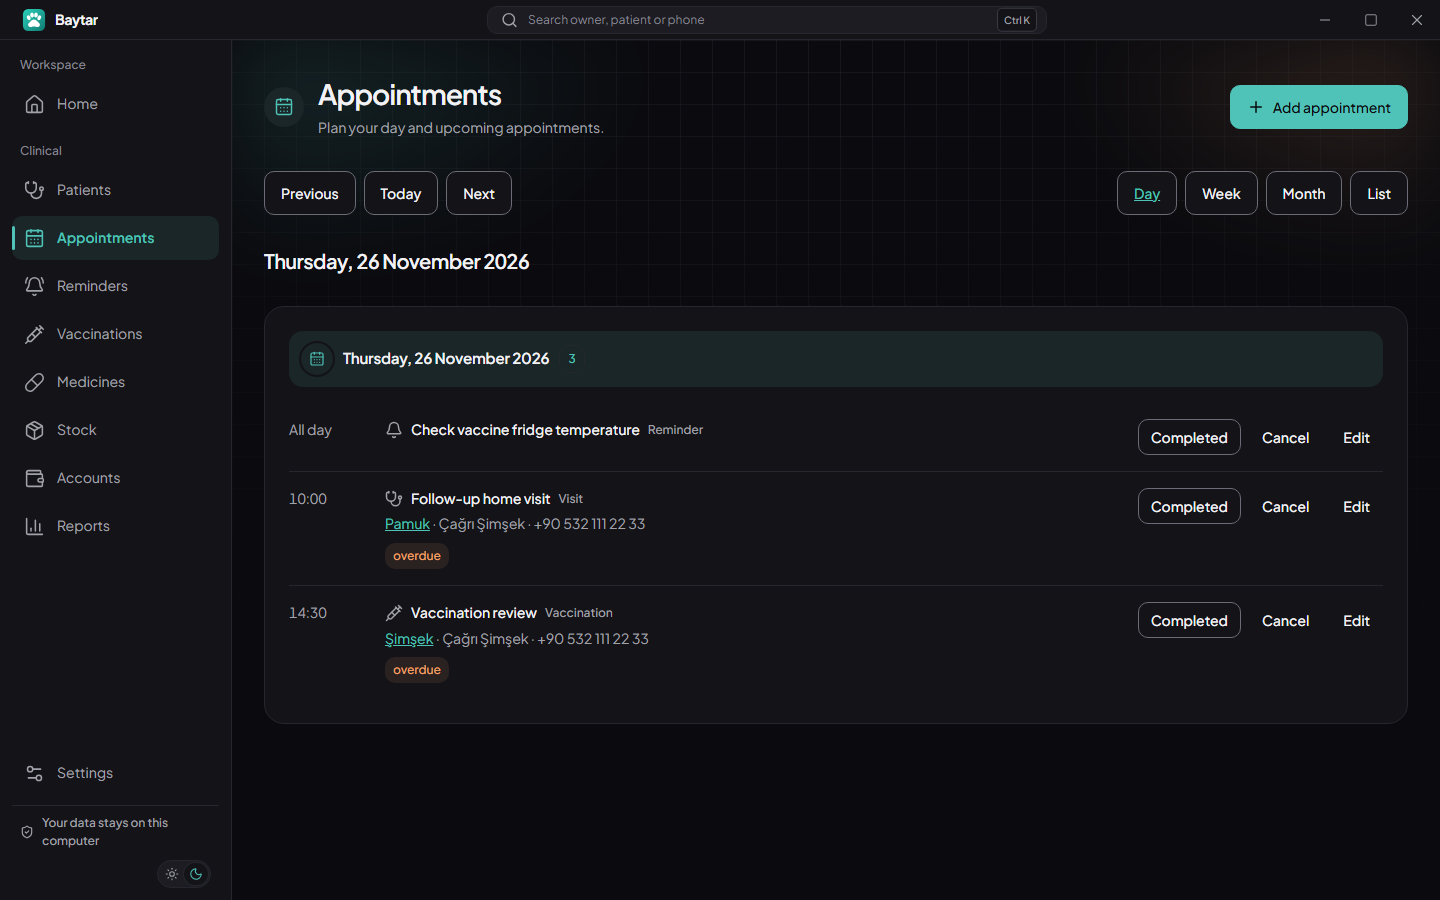 Baytar
Search owner, patient or phone
Ctrl K
Workspace
Home
Clinical
Patients
Appointments
Reminders
Vaccinations
Medicines
Stock
Accounts
Reports
Settings
Your data stays on this
computer
Appointments
Plan your day and upcoming appointments.
Add appointment
Previous Today Next
Day Week Month List
Thursday, 26 November 2026
Thursday, 26 November 2026 3
All day Check vaccine fridge temperature Reminder Completed Cancel Edit
10:00 Follow-up home visit Visit Completed Cancel Edit
Pamuk · Çağrı Şimşek · +90 532 111 22 33
overdue
14:30 Vaccination review Vaccination Completed Cancel Edit
Şimşek · Çağrı Şimşek · +90 532 111 22 33
overdue